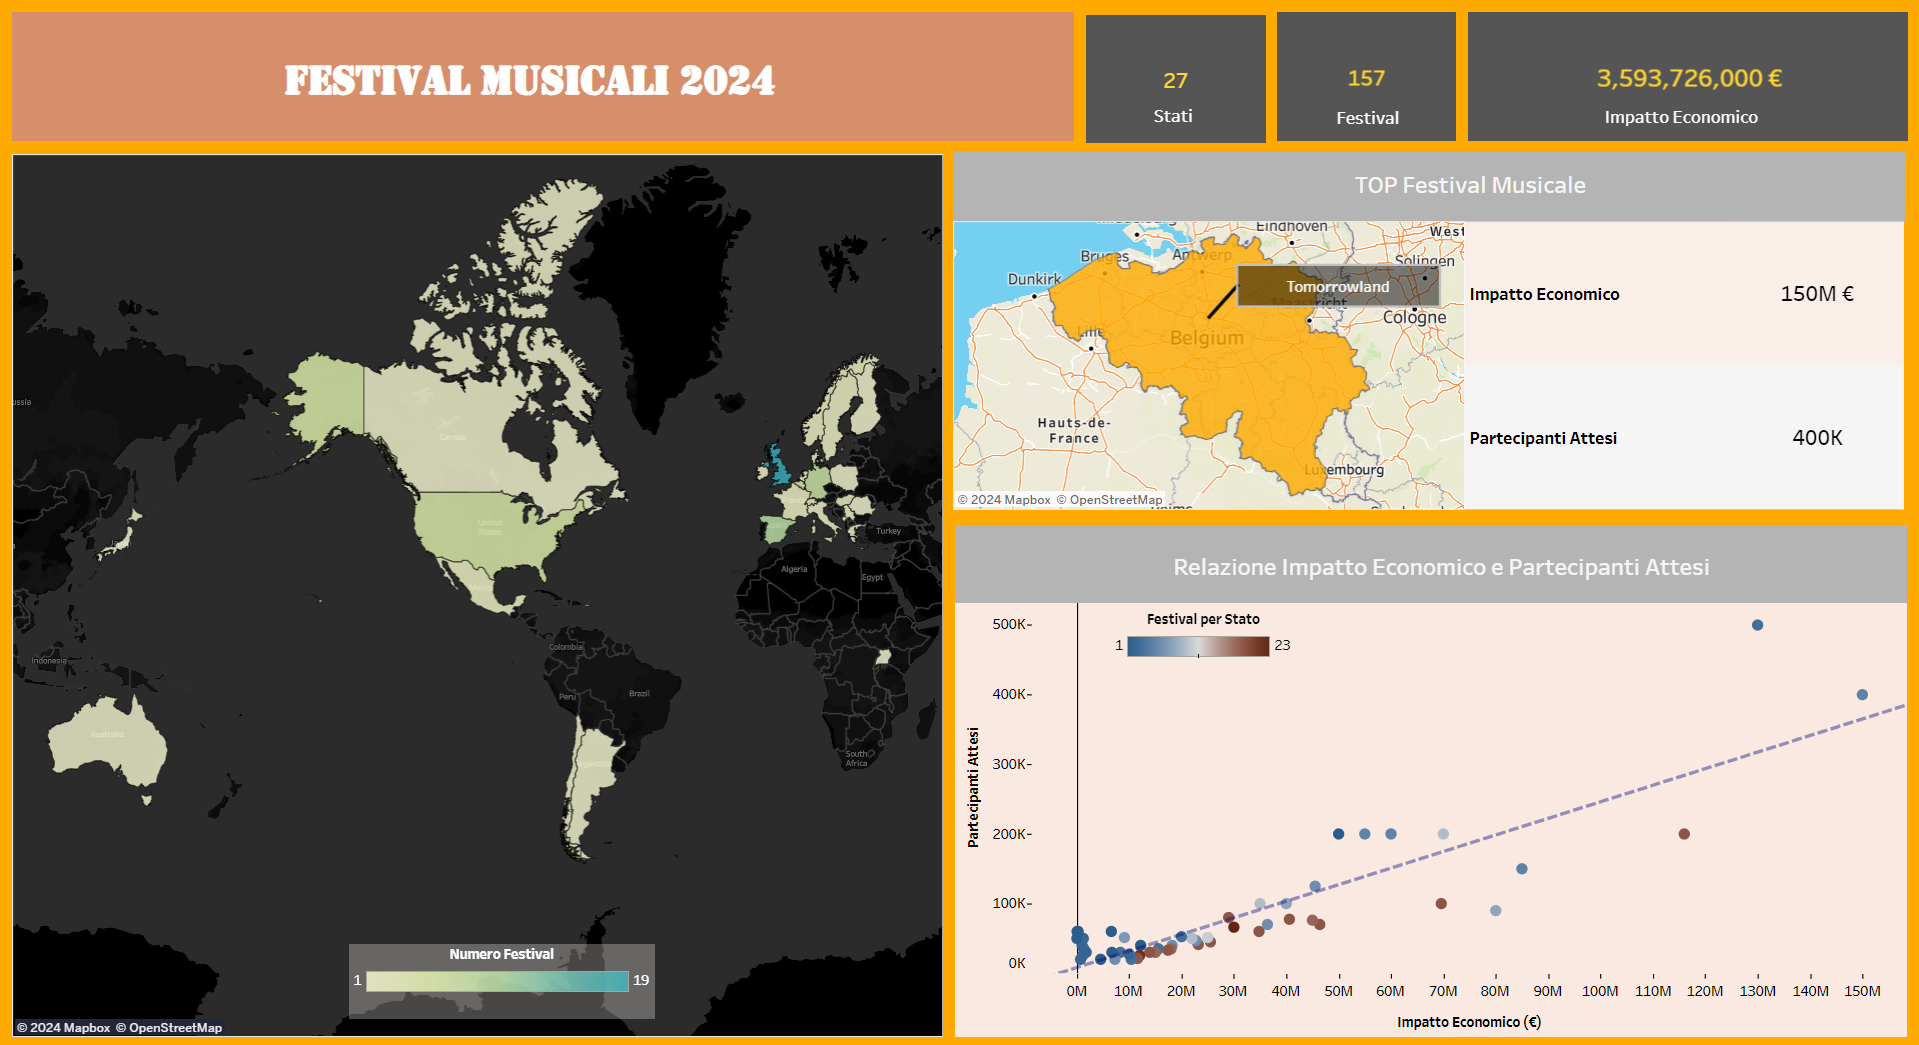 FESTIVAL MUSICALI 2024
27
Stati
157
Festival
3,593,726,000 €
Impatto Economico
ussia
Canada
United
States
Turkey
Algeria
Egypt
Indonesia
Colombia
Peru
Brazil
Australia
South
Africa
Numero Festival
1
19
© 2024 Mapbox © OpenStreetMap
TOP Festival Musicale
Eindhoven
West
Bruges
Antwerp
Solingen
Dunkirk
Tomorrowland
Maastricht
Cologne
Lille
Belgium
Hauts-de-
France
Luxembourg
© 2024 Mapbox © OpenStreetMap
Impatto Economico
150M €
Partecipanti Attesi
400K
Relazione Impatto Economico e Partecipanti Attesi
Festival per Stato
1
23
Partecipanti Attesi
500K
400K
300K
200K
100K
0K
0M 10M 20M 30M 40M 50M 60M 70M 80M 90M 100M 110M 120M 130M 140M 150M
Impatto Economico (€)